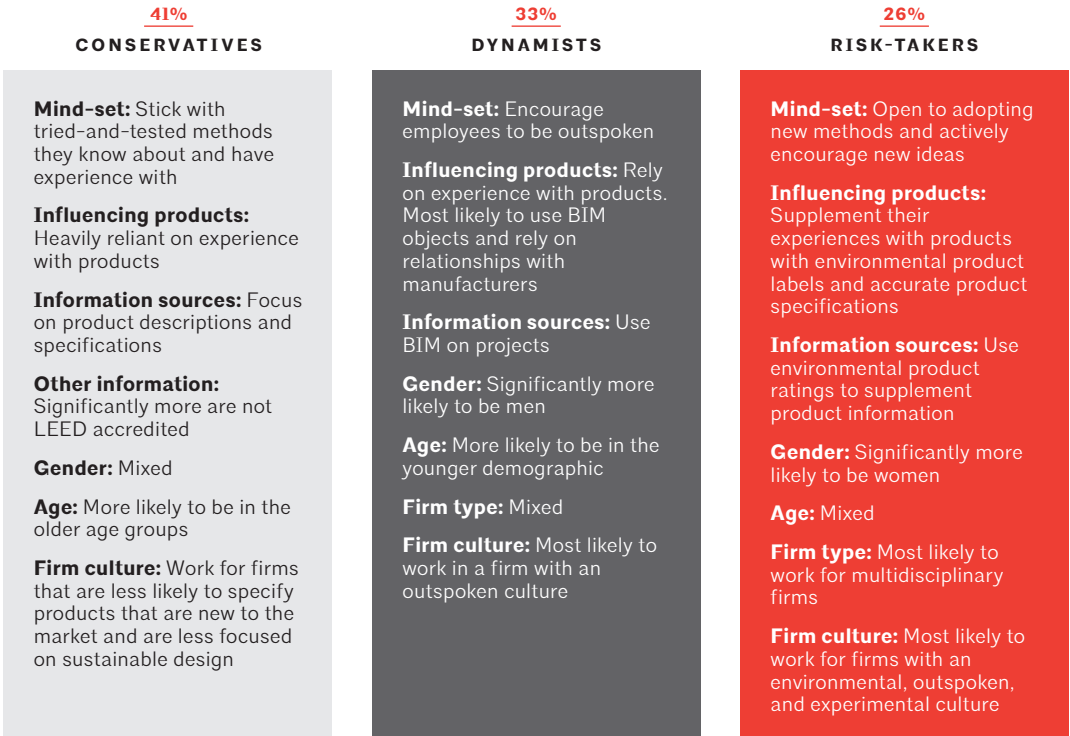 41%
CONSERVATIVES
Mind-set: Stick with
tried-and-tested methods
they know about and have
experience with
Influencing products:
Heavily reliant on experience
with products
Information sources: Focus
on product descriptions and
specifications
Other information:
Significantly more are not
LEED accredited
Gender: Mixed
Age: More likely to be in the
older age groups
Firm culture: Work for firms
that are less likely to specify
products that are new to the
market and are less focused
on sustainable design
33%
DYNAMISTS
Mind-set: Encourage
employees to be outspoken
Influencing products: Rely
on experience with products.
Most likely to use BIM
objects and rely on
relationships with
manufacturers
Information sources: Use
BIM on projects
Gender: Significantly more
likely to be men
Age: More likely to be in the
younger demographic
Firm type: Mixed
Firm culture: Most likely to
work in a firm with an
outspoken culture
26%
RISK-TAKERS
Mind-set: Open to adopting
new methods and actively
encourage new ideas
Influencing products:
Supplement their
experiences with products
with environmental product
labels and accurate product
specifications
Information sources: Use
environmental product
ratings to supplement
product information
Gender: Significantly more
likely to be women
Age: Mixed
Firm type: Most likely to
work for multidisciplinary
firms
Firm culture: Most likely to
work for firms with an
environmental, outspoken,
and experimental culture